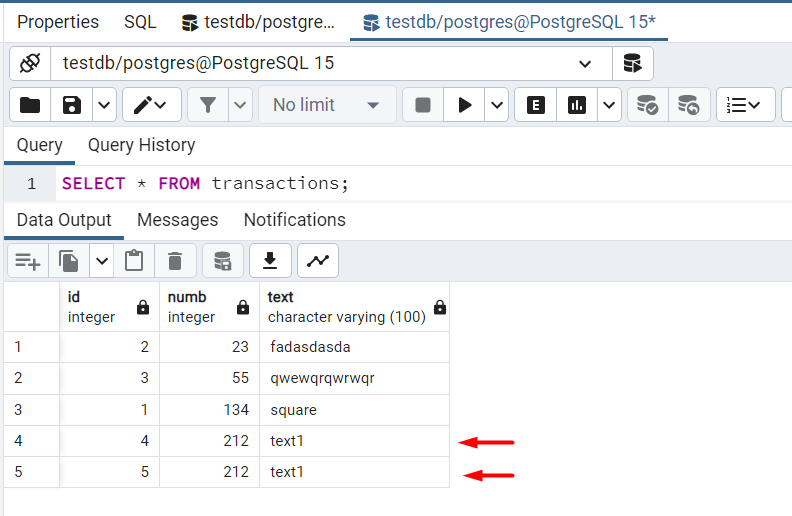 Properties SQL testdb/postgre... testdb/postgres@PostgreSQL 15*
testdb/postgres@PostgreSQL 15
No limit
Query Query History
1 SELECT * FROM transactions;
Data Output Messages Notifications
id numb text
integer integer character varying (100)
1 2 23 fadasdasda
2 3 55 qwewqrqwrwqr
3 1 134 square
4 4 212 text1
5 5 212 text1